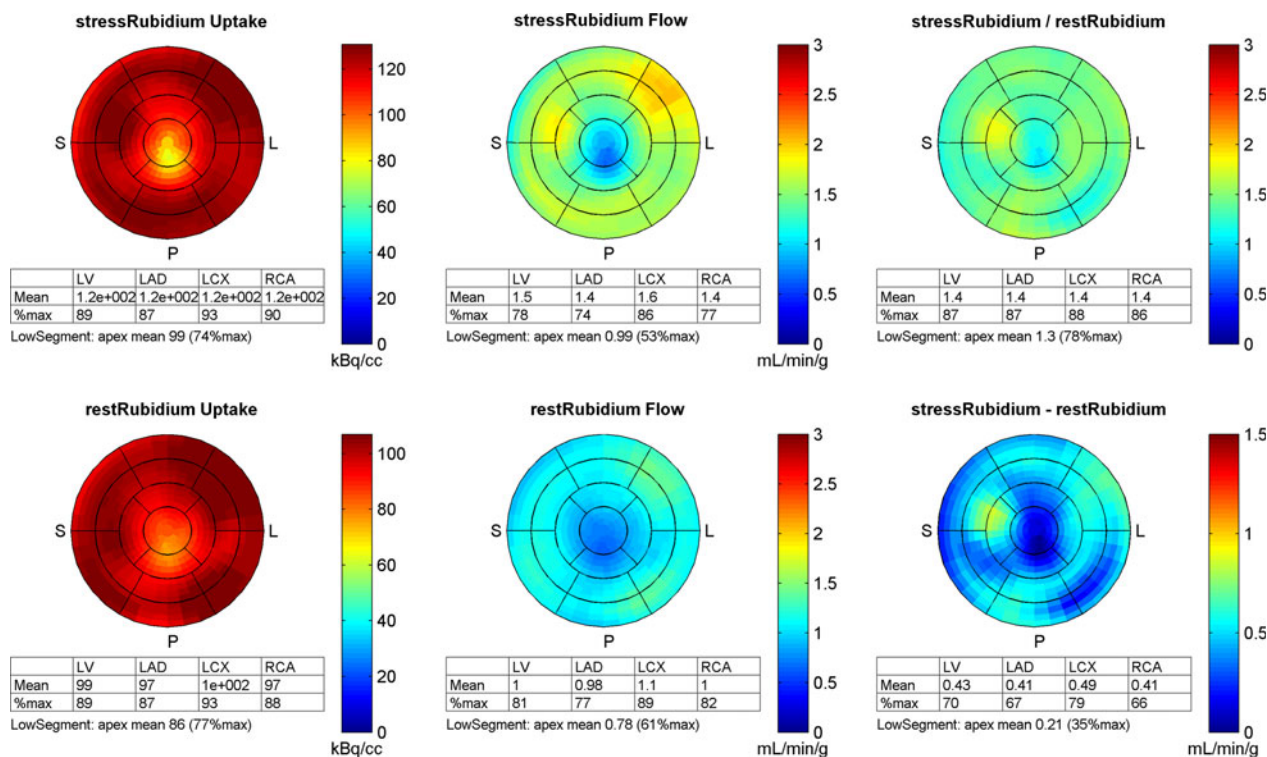 stressRubidium Uptake
120
100
80
60
40
20
0
kBq/cc
S
L
P
LV LAD LCX RCA
Mean 1.2e+002 1.2e+002 1.2e+002 1.2e+002
%max 89 87 93 90
LowSegment: apex mean 99 (74%max)
stressRubidium Flow
3
2.5
2
1.5
1
0.5
0
mL/min/g
LV LAD LCX RCA
Mean 1.5 1.4 1.6 1.4
%max 78 74 86 77
LowSegment: apex mean 0.99 (53%max)
stressRubidium / restRubidium
3
2.5
2
1.5
1
0.5
0
S
L
P
LV LAD LCX RCA
Mean 1.4 1.4 1.4 1.4
%max 87 87 88 86
LowSegment: apex mean 1.3 (78%max)
restRubidium Uptake
100
80
60
40
20
0
kBq/cc
S
L
P
LV LAD LCX RCA
Mean 99 97 1e+002 97
%max 89 87 93 88
LowSegment: apex mean 86 (77%max)
restRubidium Flow
3
2.5
2
1.5
1
0.5
0
mL/min/g
LV LAD LCX RCA
Mean 1 0.98 1.1 1
%max 81 77 89 82
LowSegment: apex mean 0.78 (61%max)
stressRubidium - restRubidium
1.5
1
0.5
0
mL/min/g
S
L
P
LV LAD LCX RCA
Mean 0.43 0.41 0.49 0.41
%max 70 67 79 66
LowSegment: apex mean 0.21 (35%max)